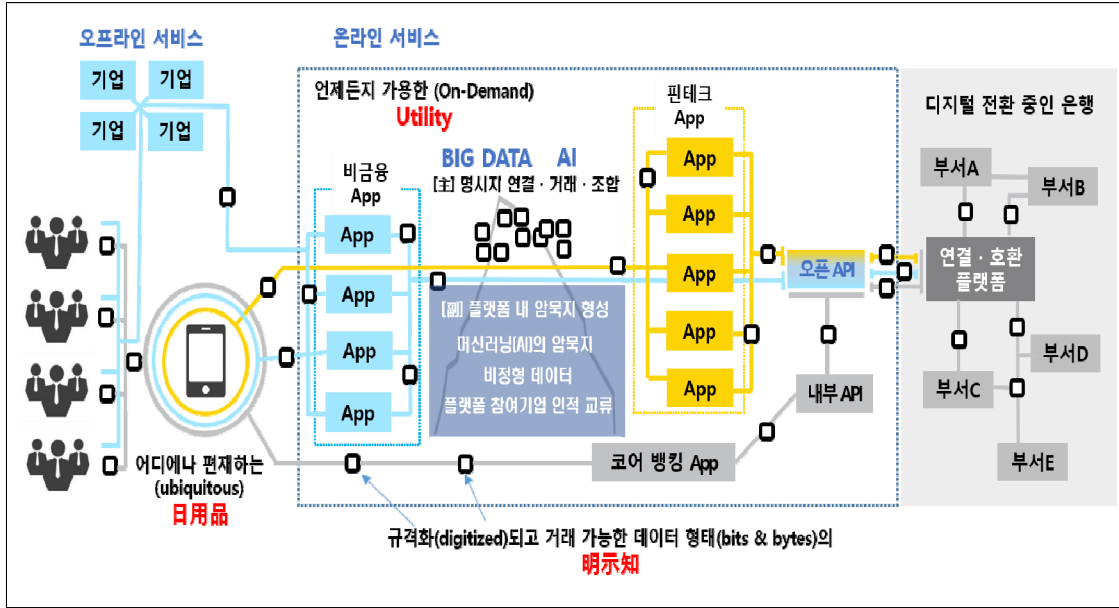 오프라인 서비스
온라인 서비스
기업
기업
기업
기업
언제든지 가용한 (On-Demand)
Utility
핀테크
App
디지털 전환 중인 은행
BIG DATA AI
[主] 명시지 연결 · 거래 · 조합
비금융
App
App
App
App
App
App
App
App
App
App
오픈 API
부서A
부서B
연결 · 호환
플랫폼
[副] 플랫폼 내 암묵지 형성
머신러닝(AI)의 암묵지
비정형 데이터
플랫폼 참여기업 인적 교류
내부 API
부서C
부서D
부서E
코어 뱅킹 App
어디에나 편재하는
(ubiquitous)
日用品
규격화(digitized)되고 거래 가능한 데이터 형태(bits & bytes)의
明示知